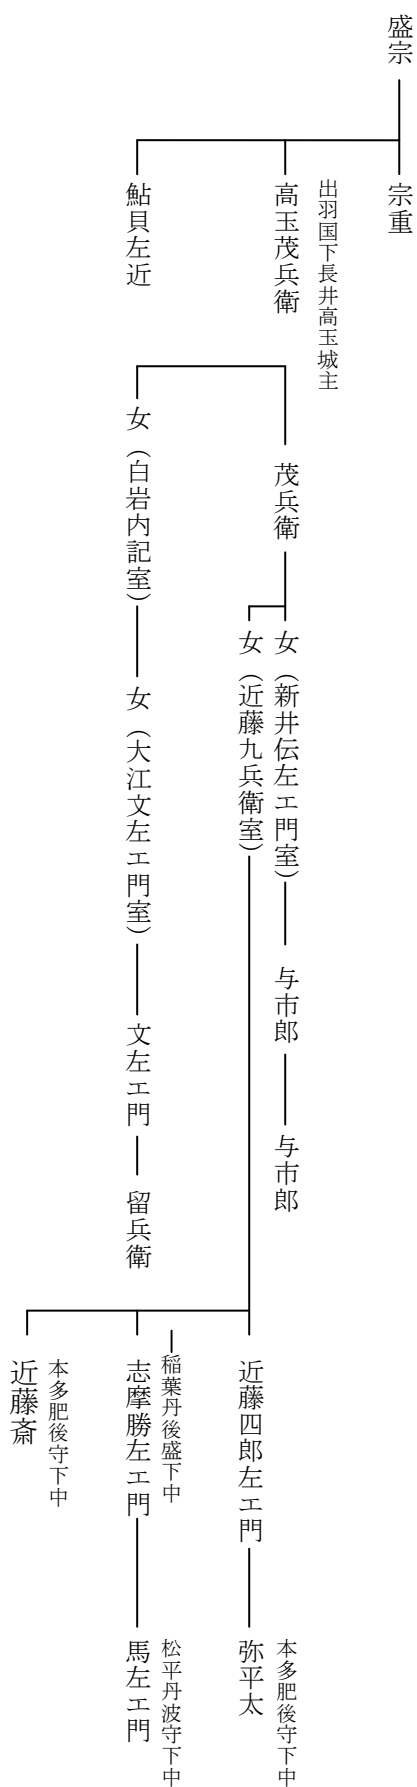 盛宗
宗重
出羽国下長井高玉城主
高玉茂兵衛
鮎貝左近
茂兵衛
女（新井伝左エ門室）
与市郎
与市郎
女（近藤九兵衛室）
女（白岩内記室）
女（大江文左エ門室）
文左エ門
留兵衛
近藤四郎左エ門
本多肥後守下中
弥平太
稲葉丹後盛下中
志摩勝左エ門
松平丹波守下中
馬左エ門
本多肥後守下中
近藤斎